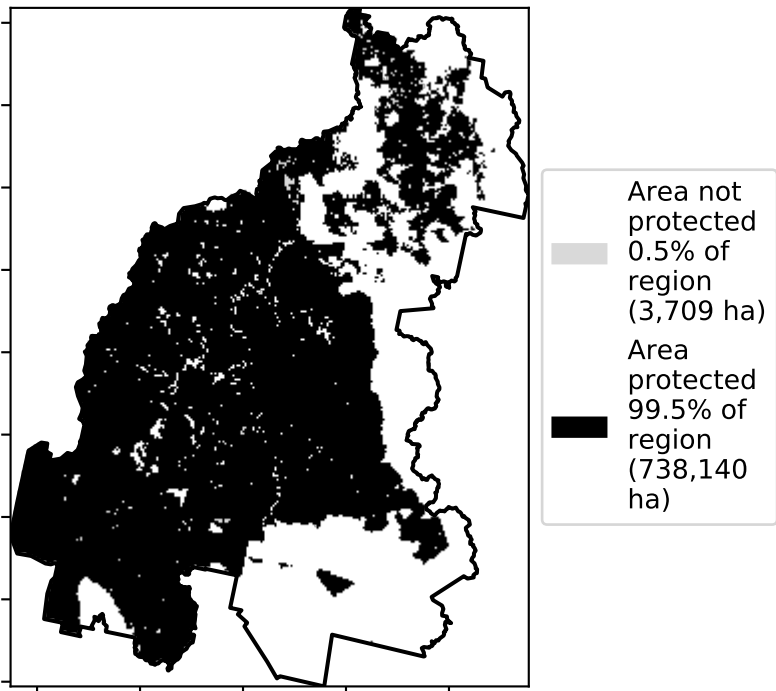 Area not
protected
0.5% of
region
(3,709 ha)
Area
protected
99.5% of
region
(738,140
ha)